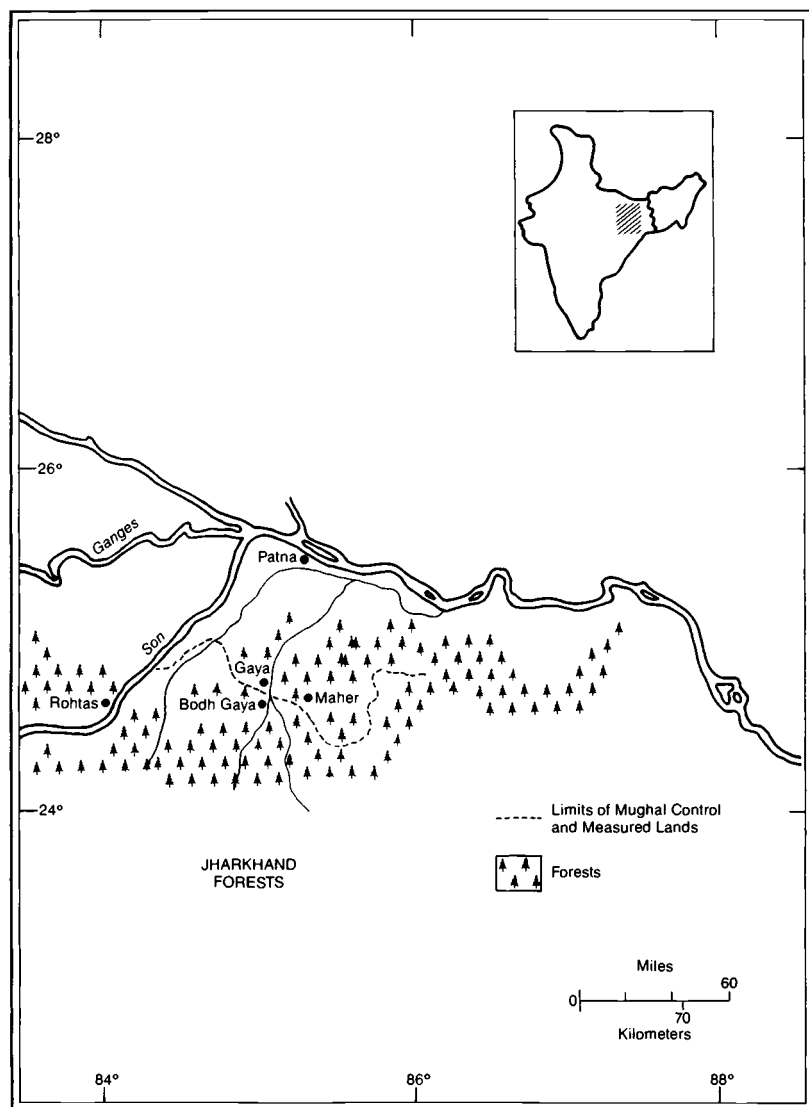 28°
26°
Ganges
Patna
Son
Gaya
Rohtas
Bodh Gaya
Maher
24°
Limits of Mughal Control
and Measured Lands
Forests
JHARKHAND
FORESTS
Miles
60
0
70
Kilometers
84°
86°
88°